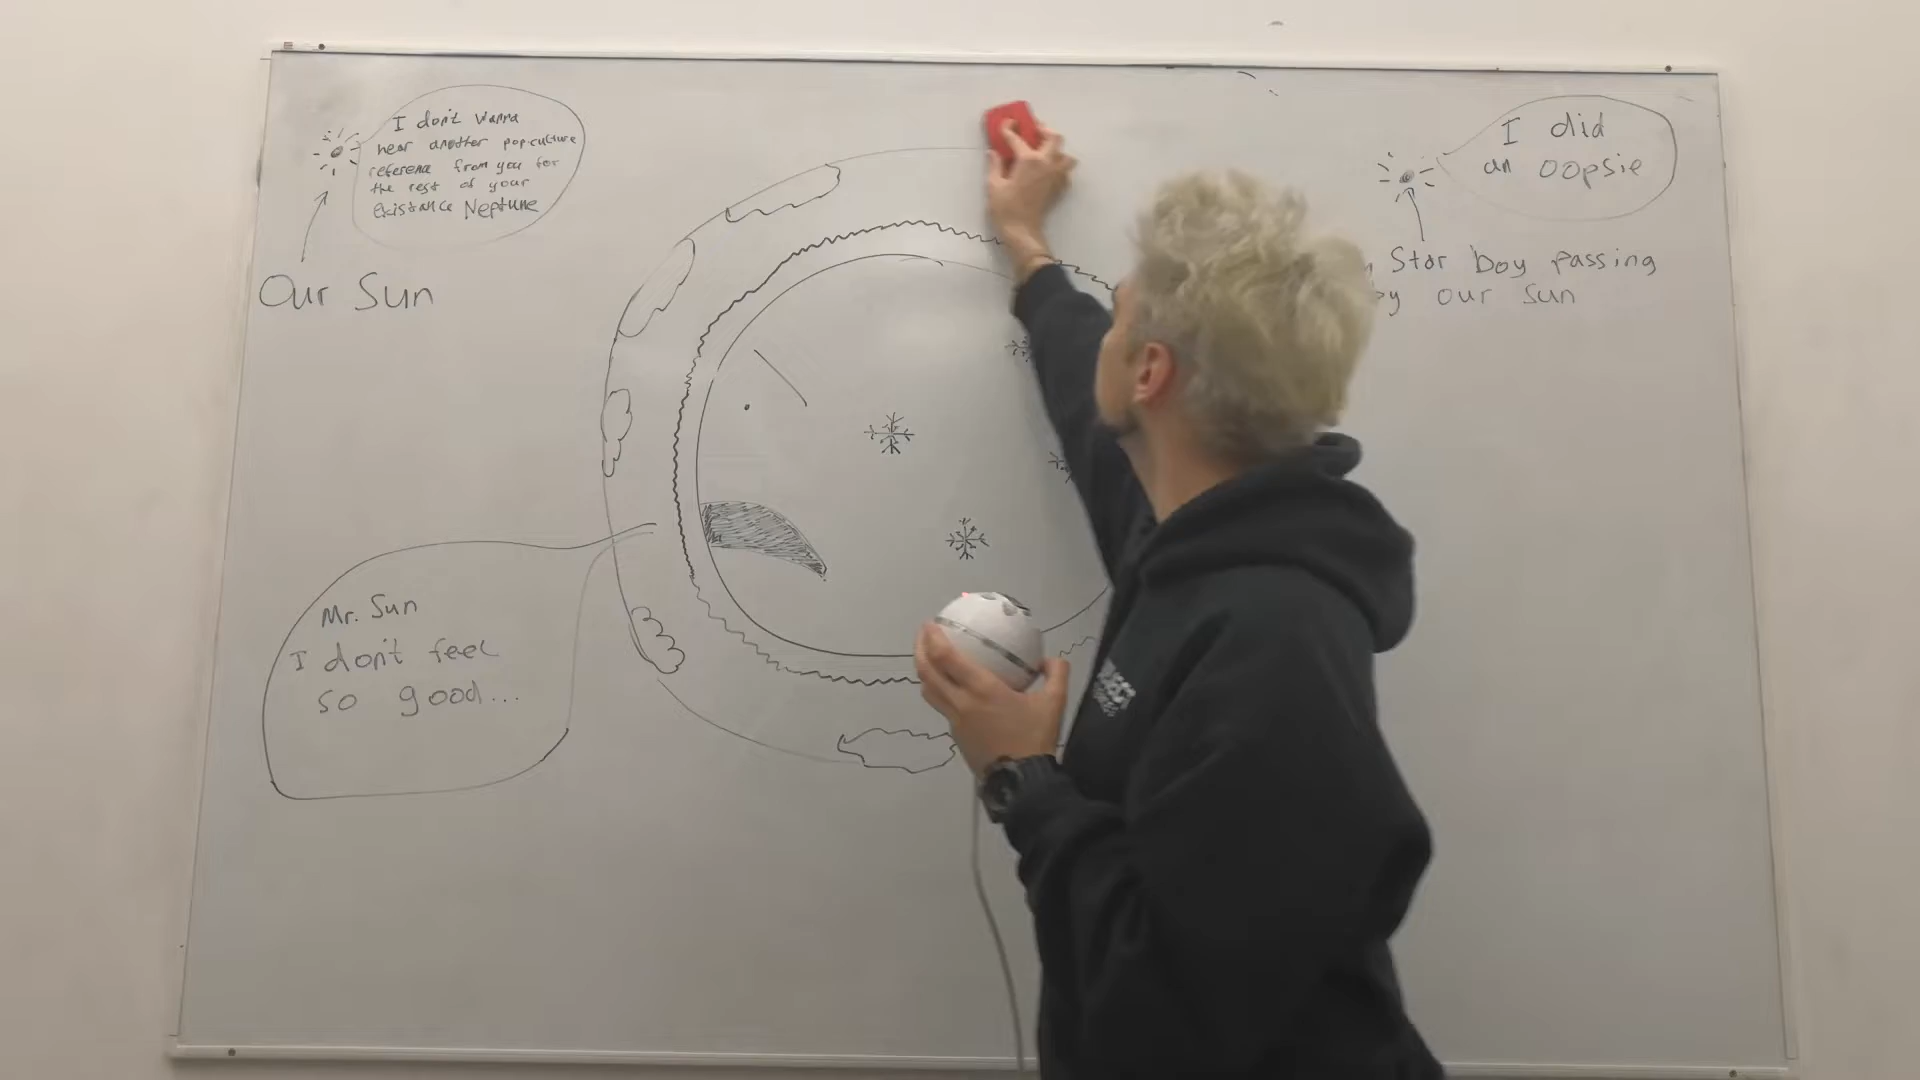 I don't wanna
hear another pop-culture
reference from you for
the rest of your
existance Neptune
Our Sun
I did
an oopsie
Star boy passing
by our sun
Mr. Sun
I don't feel
so good...